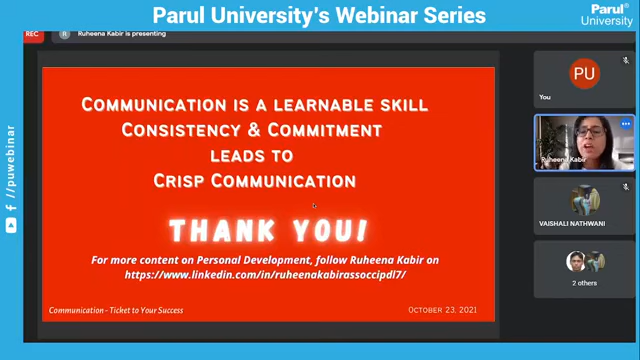 Parul University's Webinar Series
Parul®
University
REC
R
Ruheena Kabir is presenting
COMMUNICATION IS A LEARNABLE SKILL
CONSISTENCY & COMMITMENT
LEADS TO
CRISP COMMUNICATION
THANK YOU!
For more content on Personal Development, follow Ruheena Kabir on
https://www.linkedin.com/in/ruheenakabirassoccipdl7/
Communication - Ticket to Your Success
OCTOBER 23. 2021
PU
You
Ruheena Kabir
VAISHALI NATHWANI
2 others
//puwebinar